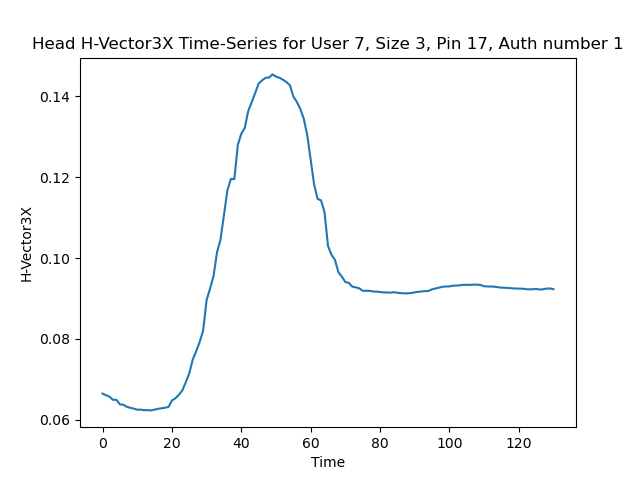 Head H-Vector3X Time-Series for User 7, Size 3, Pin 17, Auth number 1
0.14
0.12
0.10
0.08
0.06
H-Vector3X
0 20 40 60 80 100 120
Time